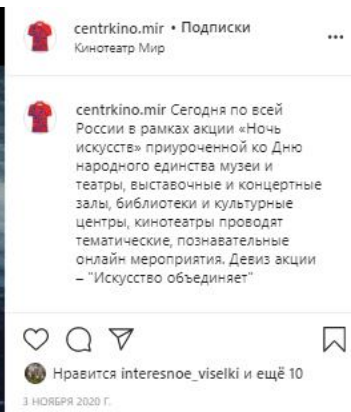 centrkino.mir • Подписки
Кинотеатр Мир
centrkino.mir Сегодня по всей
России в рамках акции «Ночь
искусств» приуроченной ко Дню
народного единства музеи и
театры, выставочные и концертные
залы, библиотеки и культурные
центры, кинотеатры проводят
тематические, познавательные
онлайн мероприятия. Девиз акции
– "Искусство объединяет"
Нравится interesnoe_viselki и ещё 10
3 НОЯБРЯ 2020 Г.